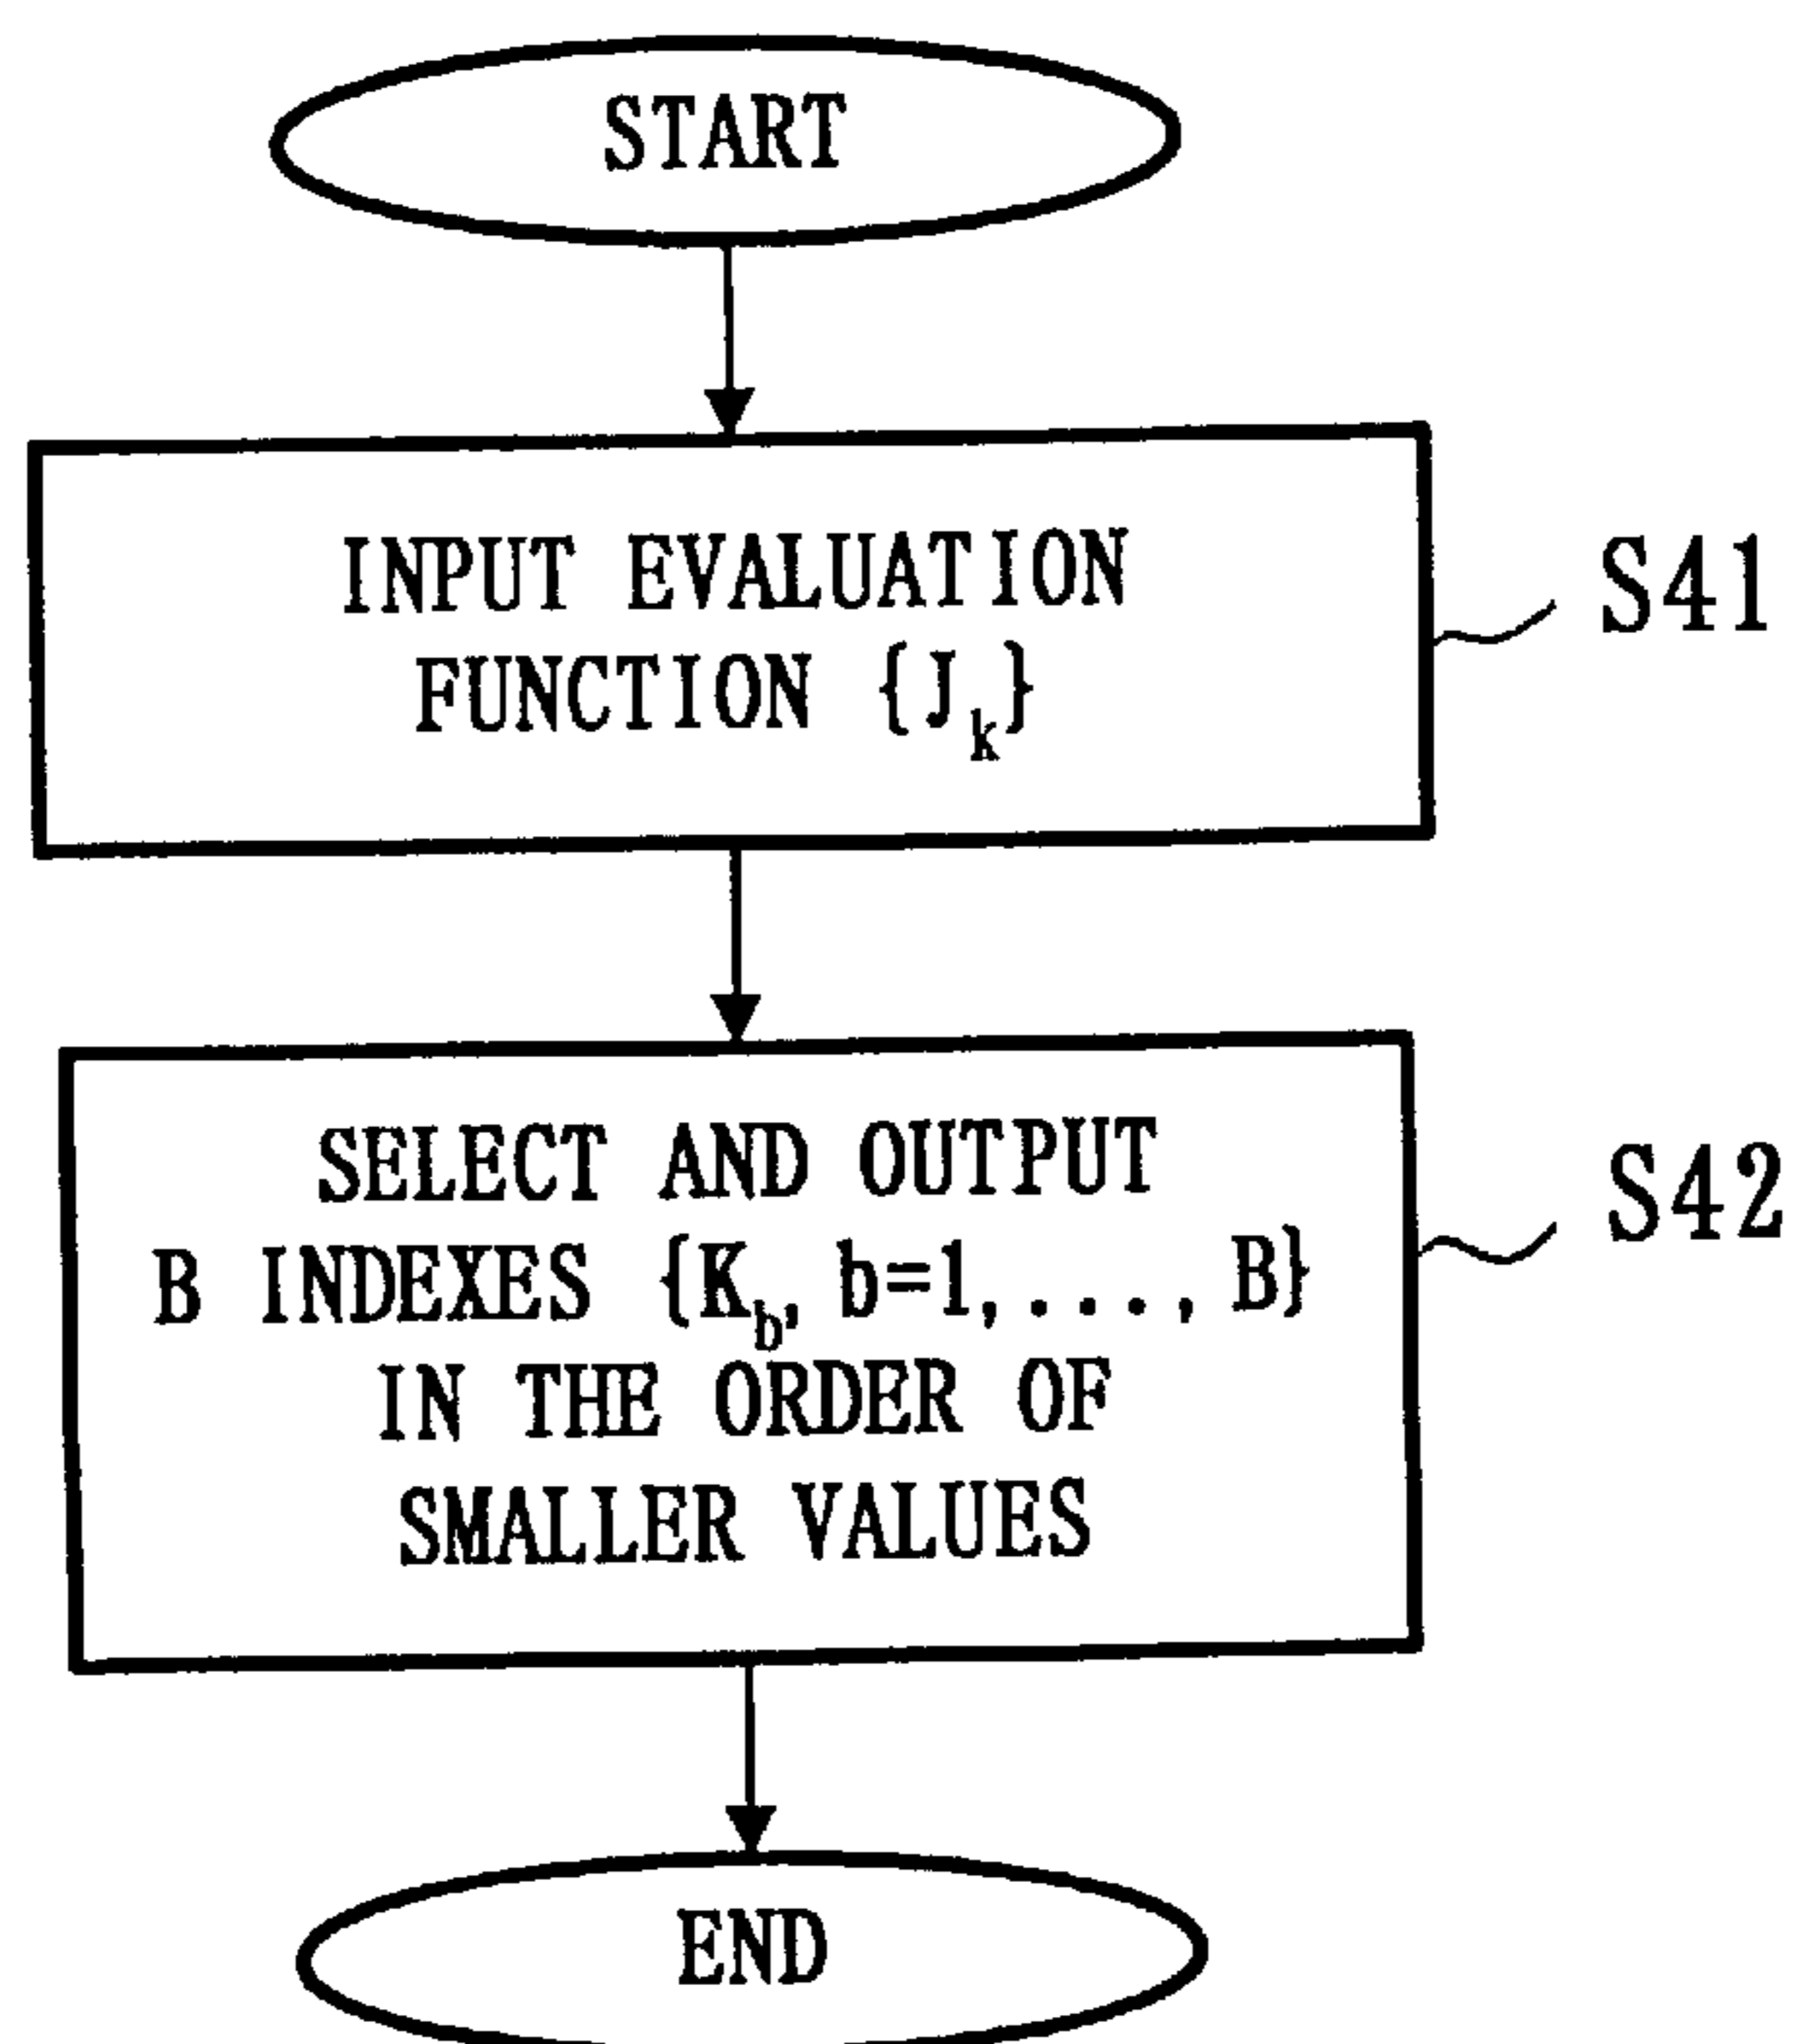 START
INPUT EVALUATION
FUNCTION {J_k}
S41
SELECT AND OUTPUT
B INDEXES {K_b, b=1, ..., B}
IN THE ORDER OF
SMALLER VALUES
S42
END